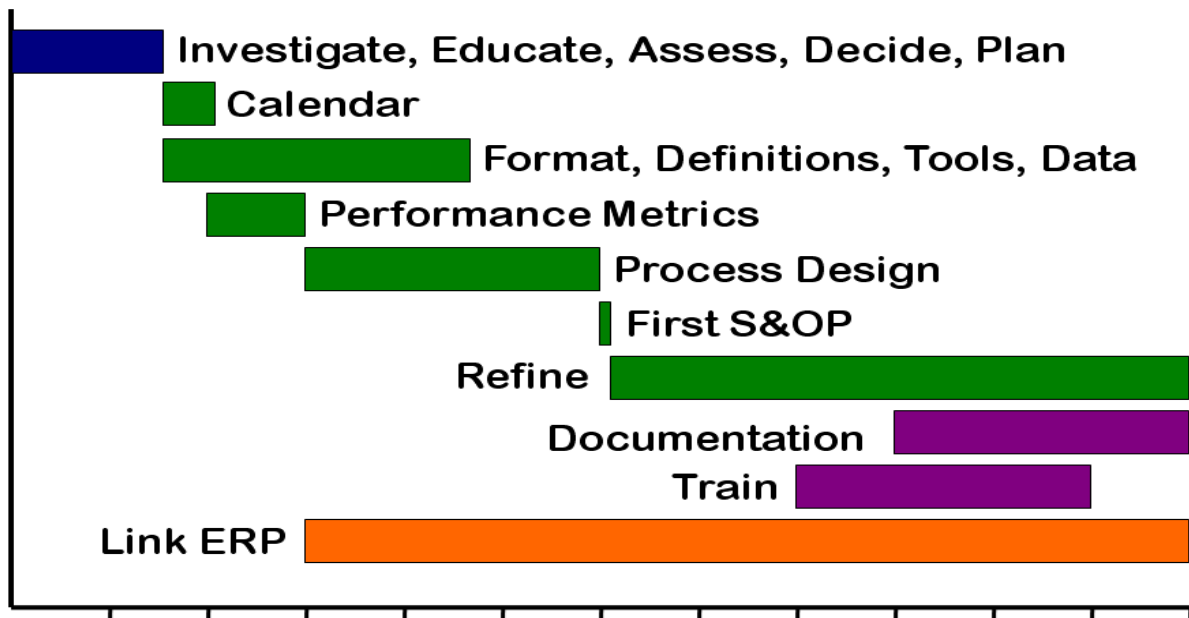 Investigate, Educate, Assess, Decide, Plan
Calendar
Format, Definitions, Tools, Data
Performance Metrics
Process Design
First S&OP
Refine
Documentation
Train
Link ERP